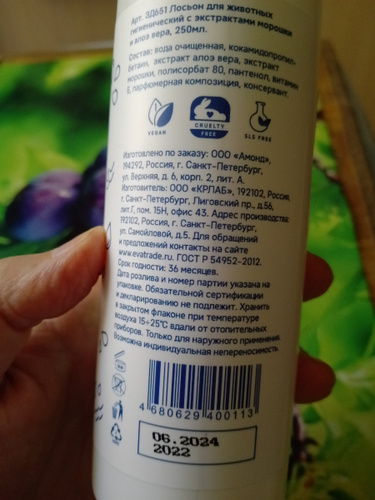 Арт. ЭД651 Лосьон для животных
гигиенический с экстрактами морошки
и алоэ вера, 250мл.
Состав: вода очищенная, кокамидопропил-
бетаин, экстракт алоэ вера, экстракт
морошки, полисорбат 80, пантенол, витамин
Е, парфюмерная композиция, консервант.
VEGAN
CRUELTY
FREE
SLS FREE
Изготовлено по заказу: ООО «Амонд»,
194292, Россия, г. Санкт-Петербург,
ул. Верхняя, д. 6, корп. 2, лит. А.
Изготовитель: ООО «КРЛАБ», 192102, Россия,
г. Санкт-Петербург, Лиговский пр., д.56,
лит.Г, пом. 15Н, офис 43. Адрес производства:
192102, Россия, г. Санкт-Петербург,
ул. Самойловой, д.5. Для обращений
и предложений контакты на сайте
www.evatrade.ru. ГОСТ Р 54952-2012.
Срок годности: 36 месяцев.
Дата розлива и номер партии указана на
упаковке. Обязательной сертификации
и декларированию не подлежит. Хранить
в закрытом флаконе при температуре
воздуха 15÷25°С вдали от отопительных
приборов. Только для наружного применения.
Возможна индивидуальная непереносимость.
4 680629 400113
06.2024
2022